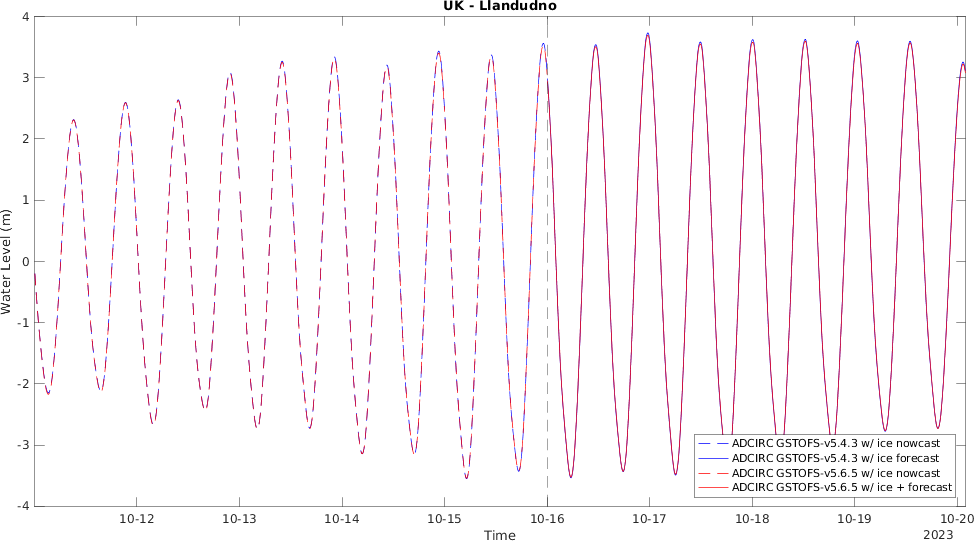 UK - Llandudno
4
3
2
1
0
-1
-2
-3
-4
Water Level (m)
ADCIRC GSTOFS-v5.4.3 w/ ice nowcast
ADCIRC GSTOFS-v5.4.3 w/ ice forecast
ADCIRC GSTOFS-v5.6.5 w/ ice nowcast
ADCIRC GSTOFS-v5.6.5 w/ ice + forecast
10-12 10-13 10-14 10-15 10-16 10-17 10-18 10-19 10-20
Time
2023